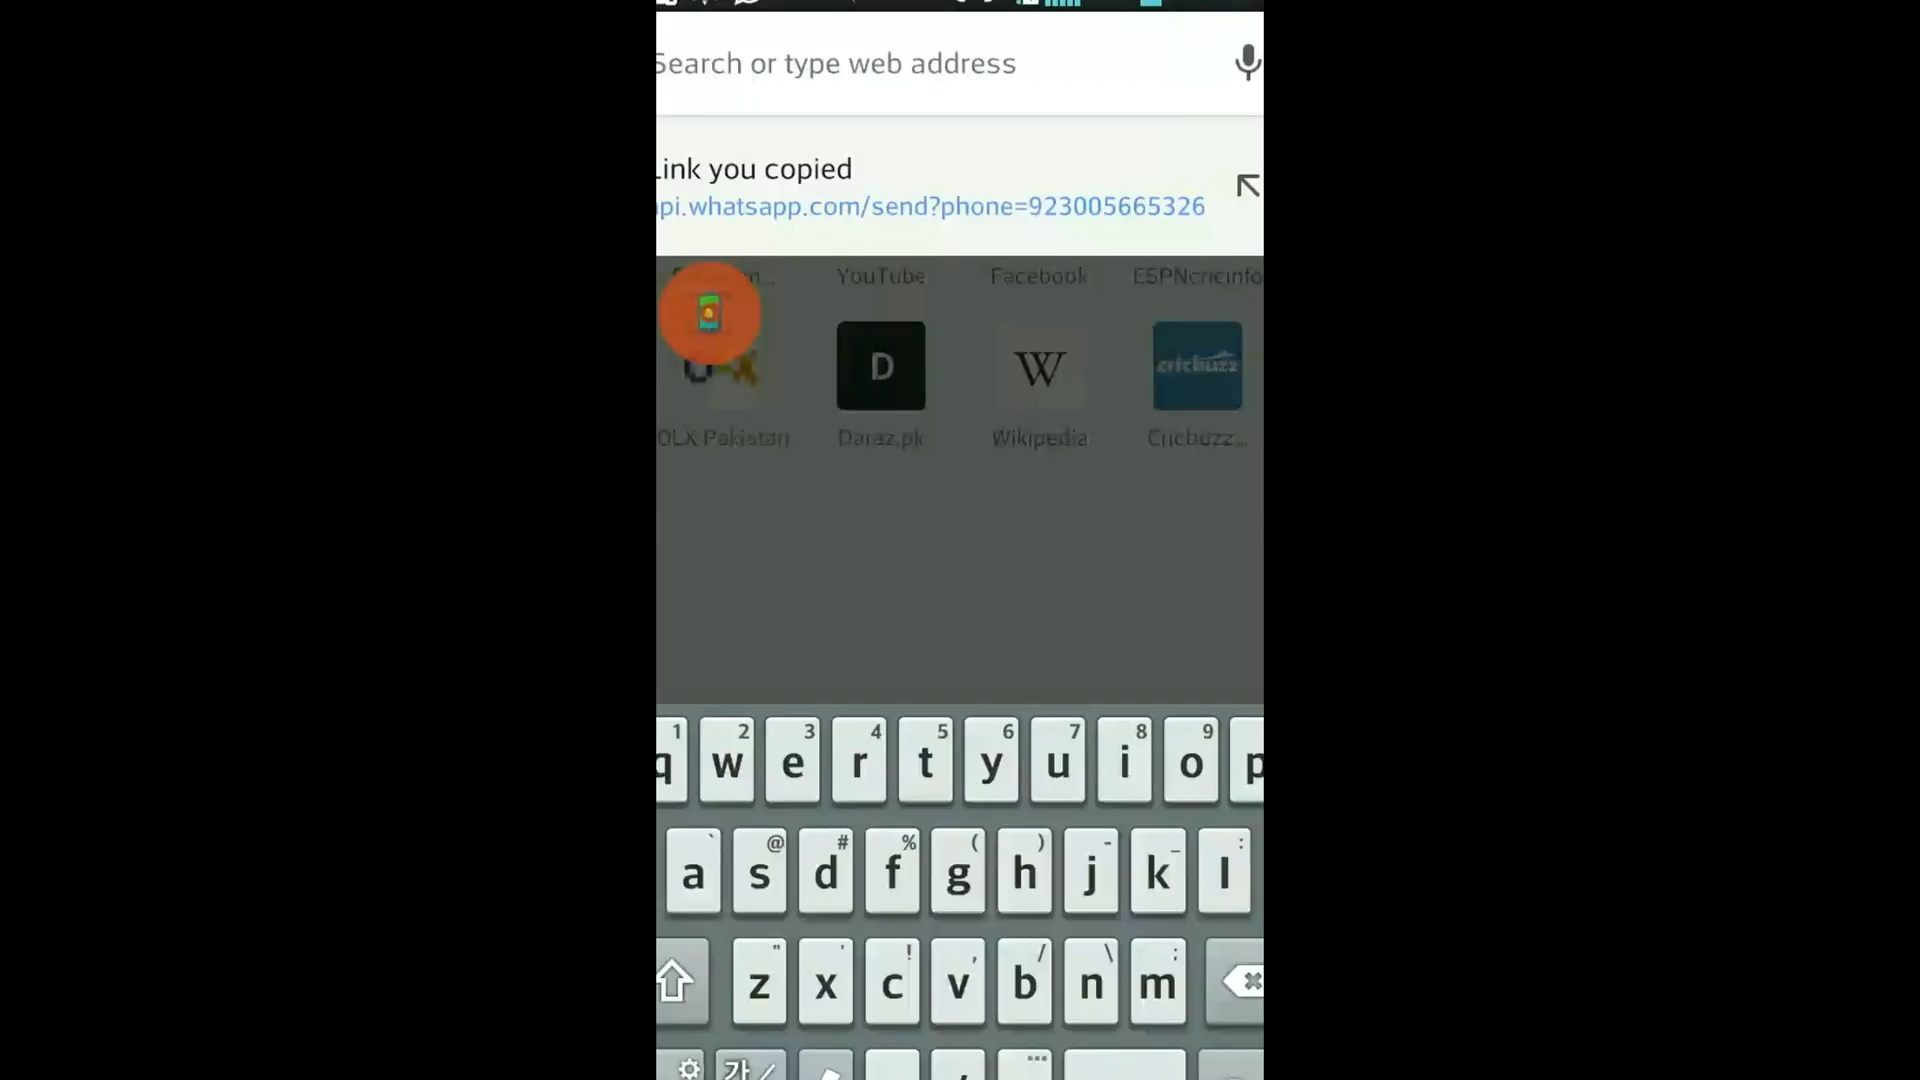 Search or type web address
Link you copied
api.whatsapp.com/send?phone=923005665326
YouTube Facebook ESPNcricinfo
D W cricbuzz
OLX Pakistan Daraz.pk Wikipedia Cricbuzz...
1 2 3 4 5 6 7 8 9
q w e r t y u i o p
` @ # % ( ) - _ :
a s d f g h j k l
" ' ! , / \ ;
z x c v b n m
가/ ...